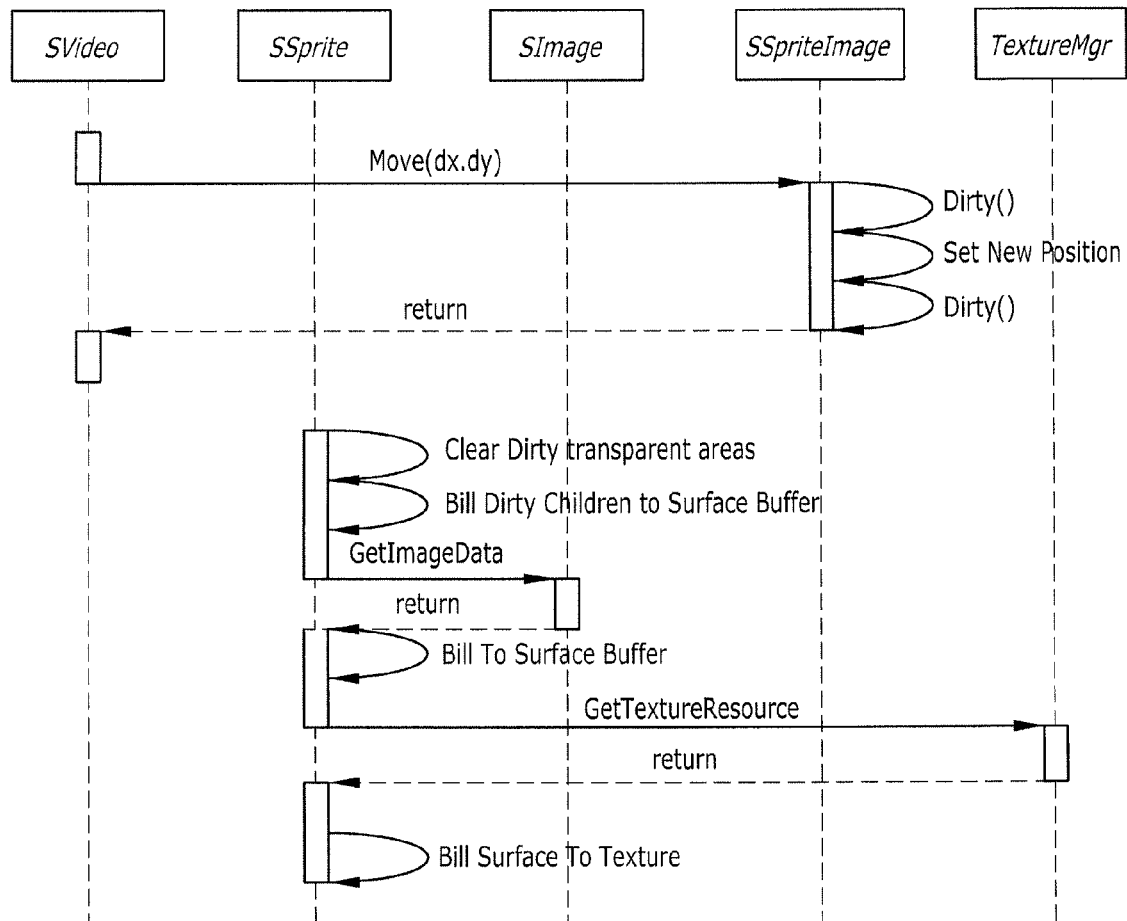 SVideo
SSprite
SImage
SSpriteImage
TextureMgr
Move(dx.dy)
Dirty()
Set New Position
return
Dirty()
Clear Dirty transparent areas
Bill Dirty Children to Surface Buffer
GetImageData
return
Bill To Surface Buffer
GetTextureResource
return
Bill Surface To Texture